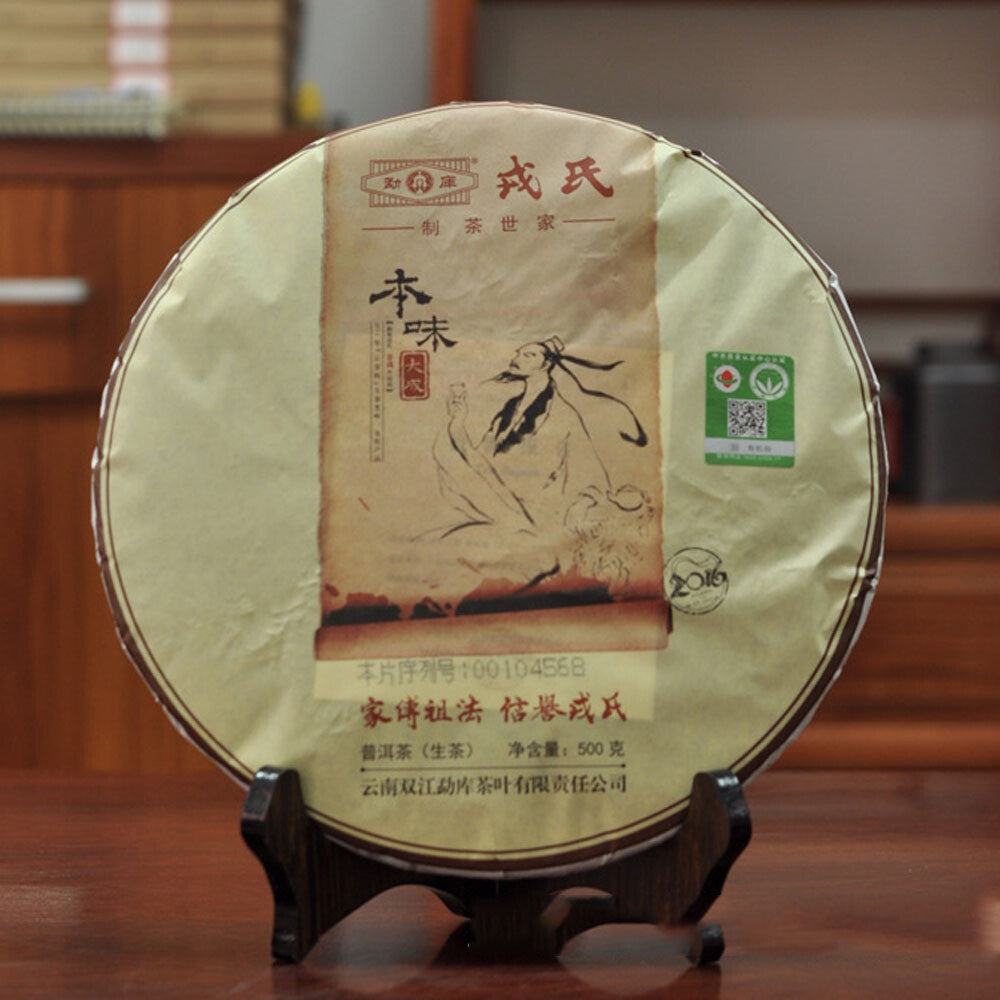 勐 库 ® 戎氏
制茶世家
本味
大成
2016
本片序列号:00104568
家传祖法 信誉戎氏
普洱茶（生茶） 净含量：500克
云南双江勐库茶叶有限责任公司